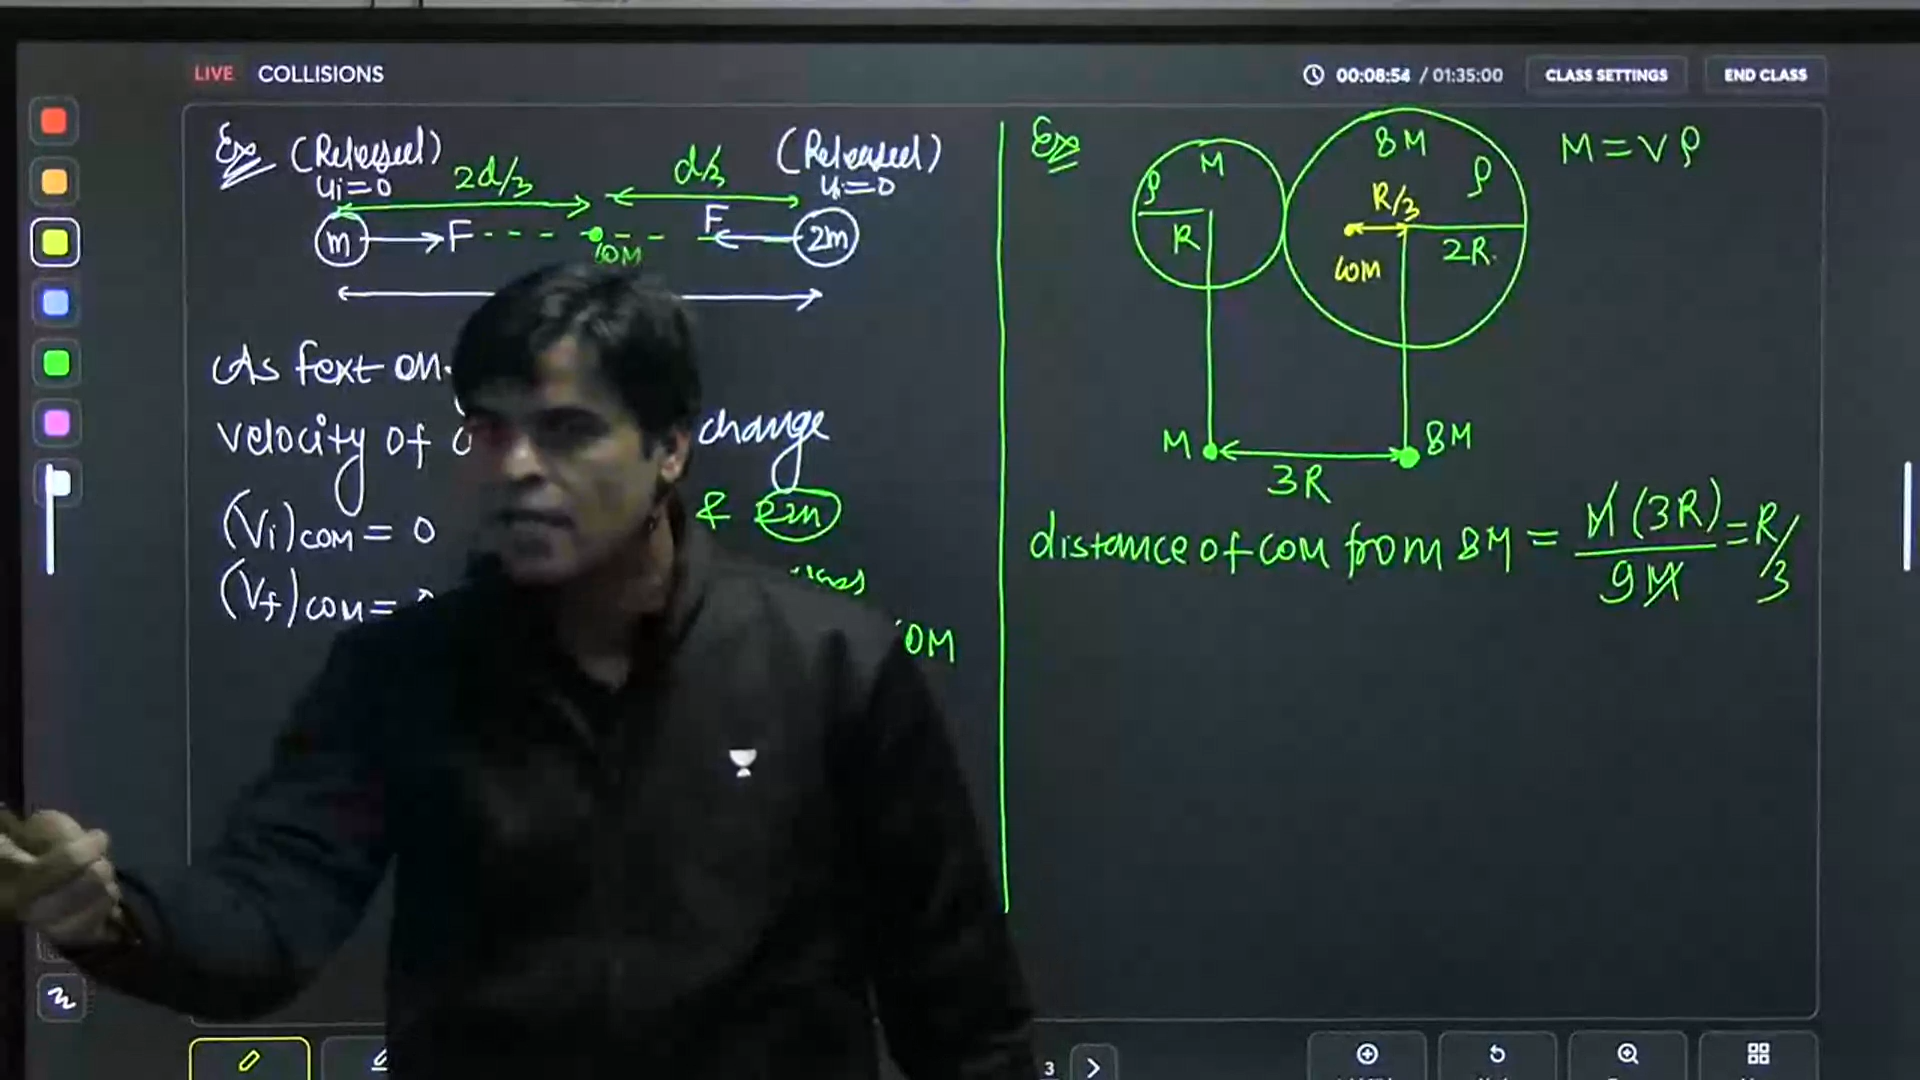 LIVE COLLISIONS
00:08:54 / 01:35:00 CLASS SETTINGS END CLASS
Ex (Released) (Released)
ui=0 2d/3 d/3 ui=0
m F F 2m
COM
As fext on
velocity of change
(Vi)com = 0 & 2m
(Vf)com =
OM
Ex M 8M M = V ρ
ρ R R/3 ρ
COM 2R
M 8M
3R
distance of COM from 8M = M (3R) / 9M = R/3
3